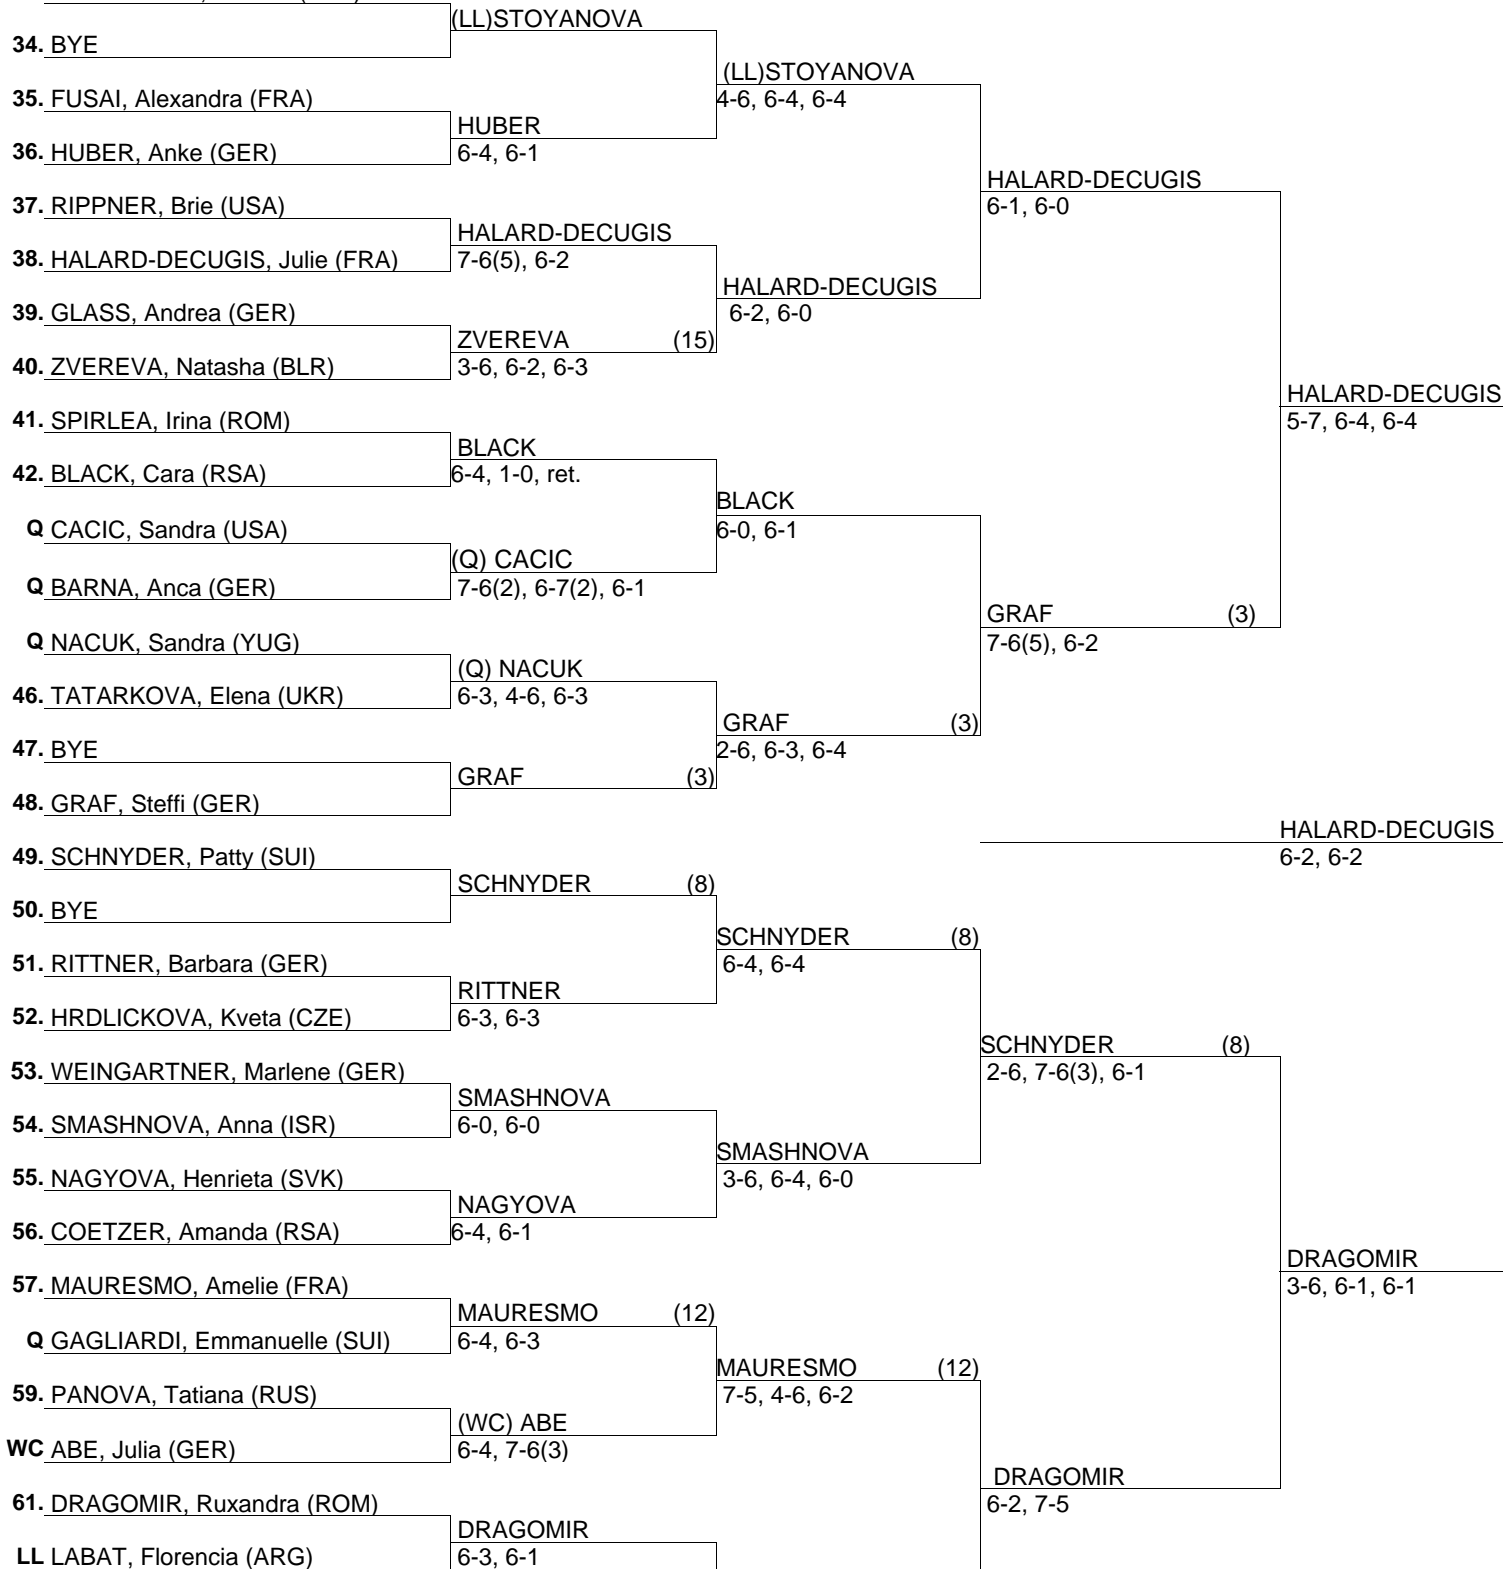 (LL)STOYANOVA
34. BYE
(LL)STOYANOVA
4-6, 6-4, 6-4
35. FUSAI, Alexandra (FRA)
HUBER
6-4, 6-1
36. HUBER, Anke (GER)
HALARD-DECUGIS
6-1, 6-0
37. RIPPNER, Brie (USA)
HALARD-DECUGIS
7-6(5), 6-2
38. HALARD-DECUGIS, Julie (FRA)
HALARD-DECUGIS
6-2, 6-0
39. GLASS, Andrea (GER)
ZVEREVA (15)
3-6, 6-2, 6-3
40. ZVEREVA, Natasha (BLR)
HALARD-DECUGIS
5-7, 6-4, 6-4
41. SPIRLEA, Irina (ROM)
BLACK
6-4, 1-0, ret.
42. BLACK, Cara (RSA)
BLACK
6-0, 6-1
Q CACIC, Sandra (USA)
(Q) CACIC
7-6(2), 6-7(2), 6-1
Q BARNA, Anca (GER)
GRAF (3)
7-6(5), 6-2
Q NACUK, Sandra (YUG)
(Q) NACUK
6-3, 4-6, 6-3
46. TATARKOVA, Elena (UKR)
GRAF (3)
2-6, 6-3, 6-4
47. BYE
GRAF (3)
48. GRAF, Steffi (GER)
HALARD-DECUGIS
6-2, 6-2
49. SCHNYDER, Patty (SUI)
SCHNYDER (8)
50. BYE
SCHNYDER (8)
6-4, 6-4
51. RITTNER, Barbara (GER)
RITTNER
6-3, 6-3
52. HRDLICKOVA, Kveta (CZE)
SCHNYDER (8)
2-6, 7-6(3), 6-1
53. WEINGARTNER, Marlene (GER)
SMASHNOVA
6-0, 6-0
54. SMASHNOVA, Anna (ISR)
SMASHNOVA
3-6, 6-4, 6-0
55. NAGYOVA, Henrieta (SVK)
NAGYOVA
6-4, 6-1
56. COETZER, Amanda (RSA)
DRAGOMIR
3-6, 6-1, 6-1
57. MAURESMO, Amelie (FRA)
MAURESMO (12)
6-4, 6-3
Q GAGLIARDI, Emmanuelle (SUI)
MAURESMO (12)
7-5, 4-6, 6-2
59. PANOVA, Tatiana (RUS)
(WC) ABE
6-4, 7-6(3)
WC ABE, Julia (GER)
DRAGOMIR
6-2, 7-5
61. DRAGOMIR, Ruxandra (ROM)
DRAGOMIR
6-3, 6-1
LL LABAT, Florencia (ARG)